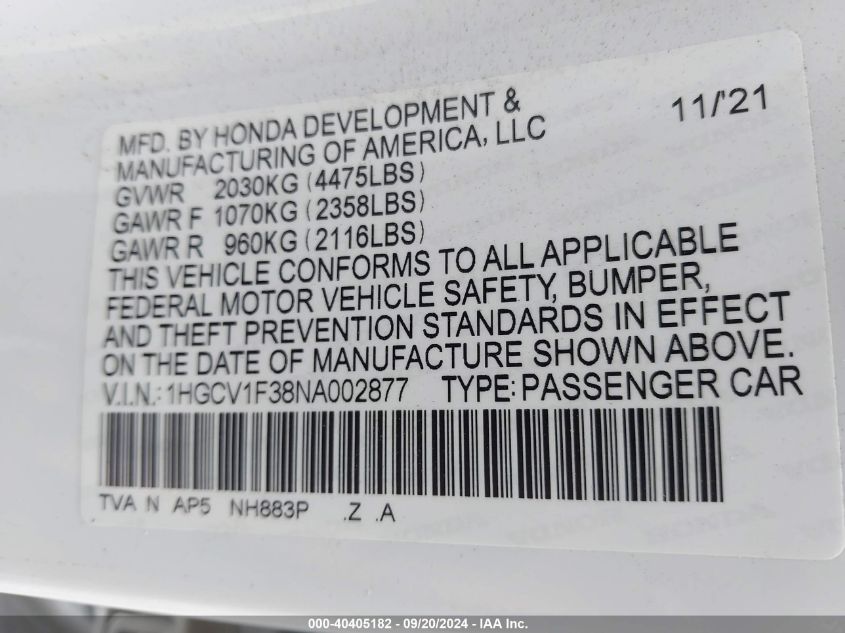 MFD. BY HONDA DEVELOPMENT & 11/'21
MANUFACTURING OF AMERICA, LLC
GVWR 2030KG (4475LBS)
GAWR F 1070KG (2358LBS)
GAWR R 960KG (2116LBS)
THIS VEHICLE CONFORMS TO ALL APPLICABLE
FEDERAL MOTOR VEHICLE SAFETY, BUMPER,
AND THEFT PREVENTION STANDARDS IN EFFECT
ON THE DATE OF MANUFACTURE SHOWN ABOVE.
V.I.N.: 1HGCV1F38NA002877 TYPE: PASSENGER CAR
TVA N AP5 NH883P .Z .A
000-40405182 - 09/20/2024 - IAA Inc.